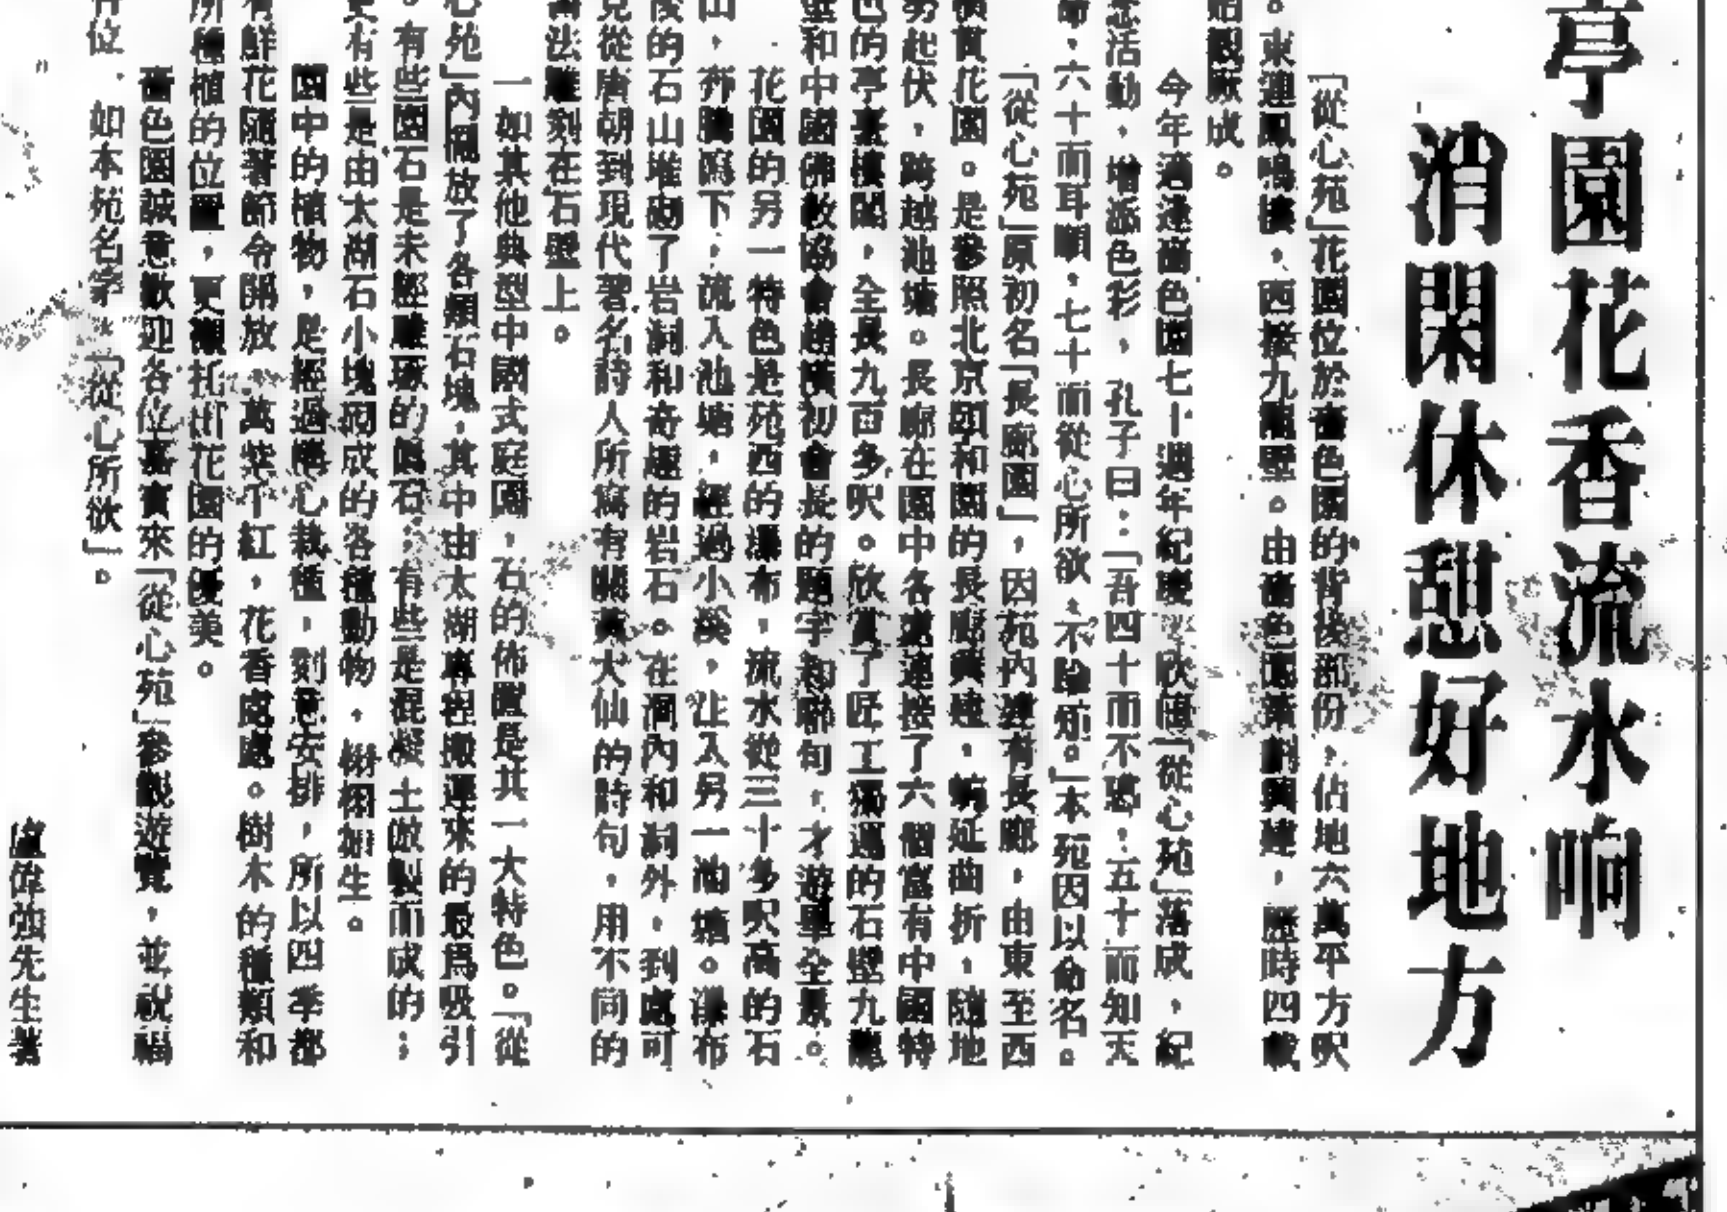 亭園花香流水响
消閑休憩好地方
「從心苑」花園位於嗇色園的背後部份，佔地六萬平方呎
。東連鳳鳴樓，西接九龍壁。由嗇色園策劃興建，歷時四載
始製厥成。
今年適逢嗇色園七十週年紀慶，欣值「從心苑」落成，紀
念活動，增添色彩，孔子曰：「吾四十而不惑，五十而知天
命，六十而耳順，七十而從心所欲，不踰矩。」本苑因以命名。
「從心苑」原初名「長廊園」，因苑內建有長廊，由東至西
橫貫花園。是參照北京頤和園的長廊興建，蜿延曲折，隨地
勢起伏，跨越池塘。長廊在園中各處連接了六個富有中國特
色的亭臺樓閣，全長九百多呎。欣賞了匠工獨運的石壁九龍
壁和中國佛教協會趙樸初會長的題字和聯句，才遊畢全景。
花園的另一特色是苑西的瀑布，流水從三十多呎高的石
山，奔騰瀉下，流入池塘，經過小溪，注入另一池塘。瀑布
後的石山堆砌了岩洞和奇趣的岩石。在洞內和洞外，到處可
見從唐朝到現代著名詩人所寫有關黃大仙的詩句，用不同的
書法雕刻在石壁上。
一如其他典型中國式庭園，石的佈置是其一大特色。「從
心苑」內擺放了各類石塊，其中由太湖專程搬運來的最爲吸引
。有些園石是未經雕琢的臘石；有些是混凝土倣製而成的；
更有些是由太湖石小塊砌成的各種動物，栩栩如生。
園中的植物，是經過精心栽種，刻意安排，所以四季都
有鮮花隨著節令開放，萬紫千紅，花香處處。樹木的種類和
所種植的位置，更襯托出花園的優美。
嗇色園誠意歡迎各位嘉賓來「從心苑」參觀遊覽，並祝福
各位，如本苑名字：「從心所欲」。
盧偉強先生著